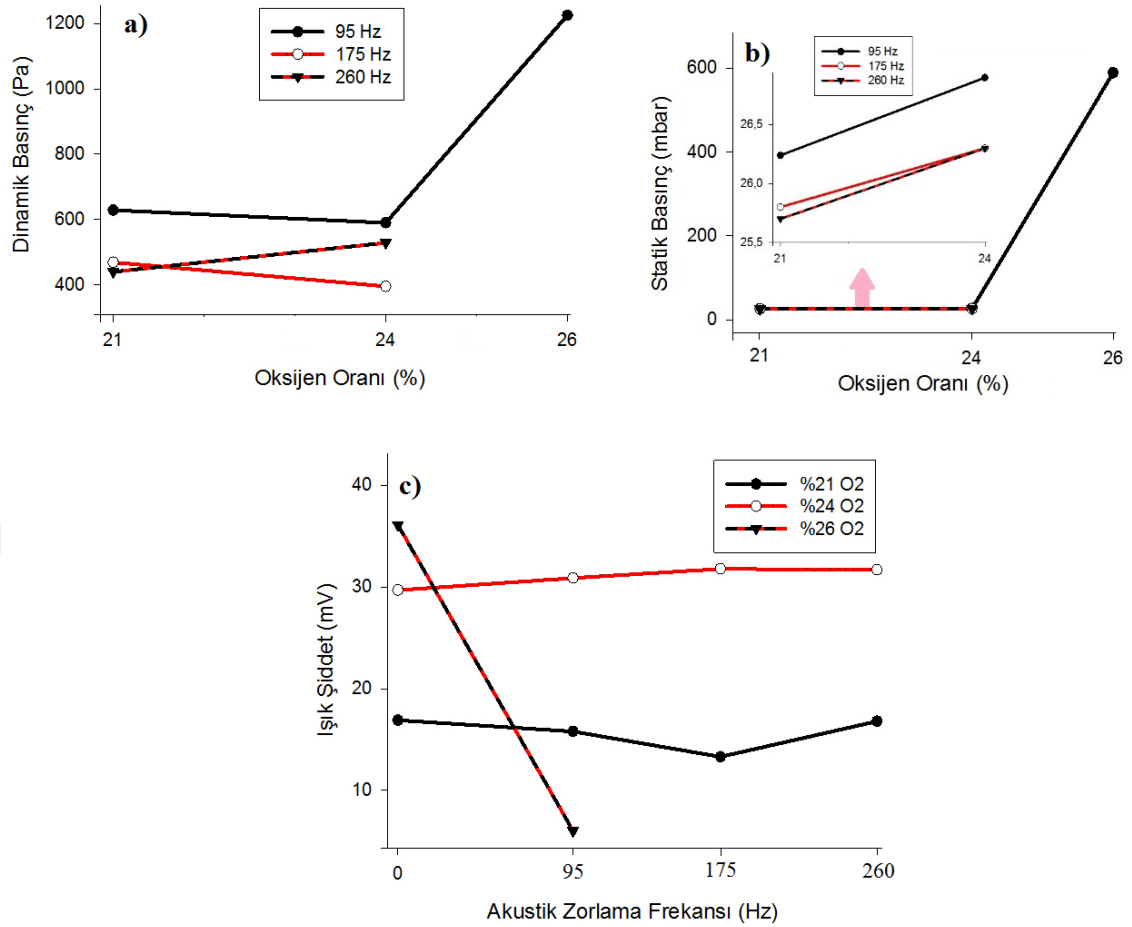 a)
Dinamik Basınç (Pa)
1200
1000
800
600
400
95 Hz
175 Hz
260 Hz
21
24
26
Oksijen Oranı (%)
b)
Statik Basınç (mbar)
600
400
200
0
95 Hz
175 Hz
260 Hz
26,5
26,0
25,5
21
24
21
24
26
Oksijen Oranı (%)
c)
Işık Şiddet (mV)
40
30
20
10
%21 O2
%24 O2
%26 O2
0
95
175
260
Akustik Zorlama Frekansı (Hz)